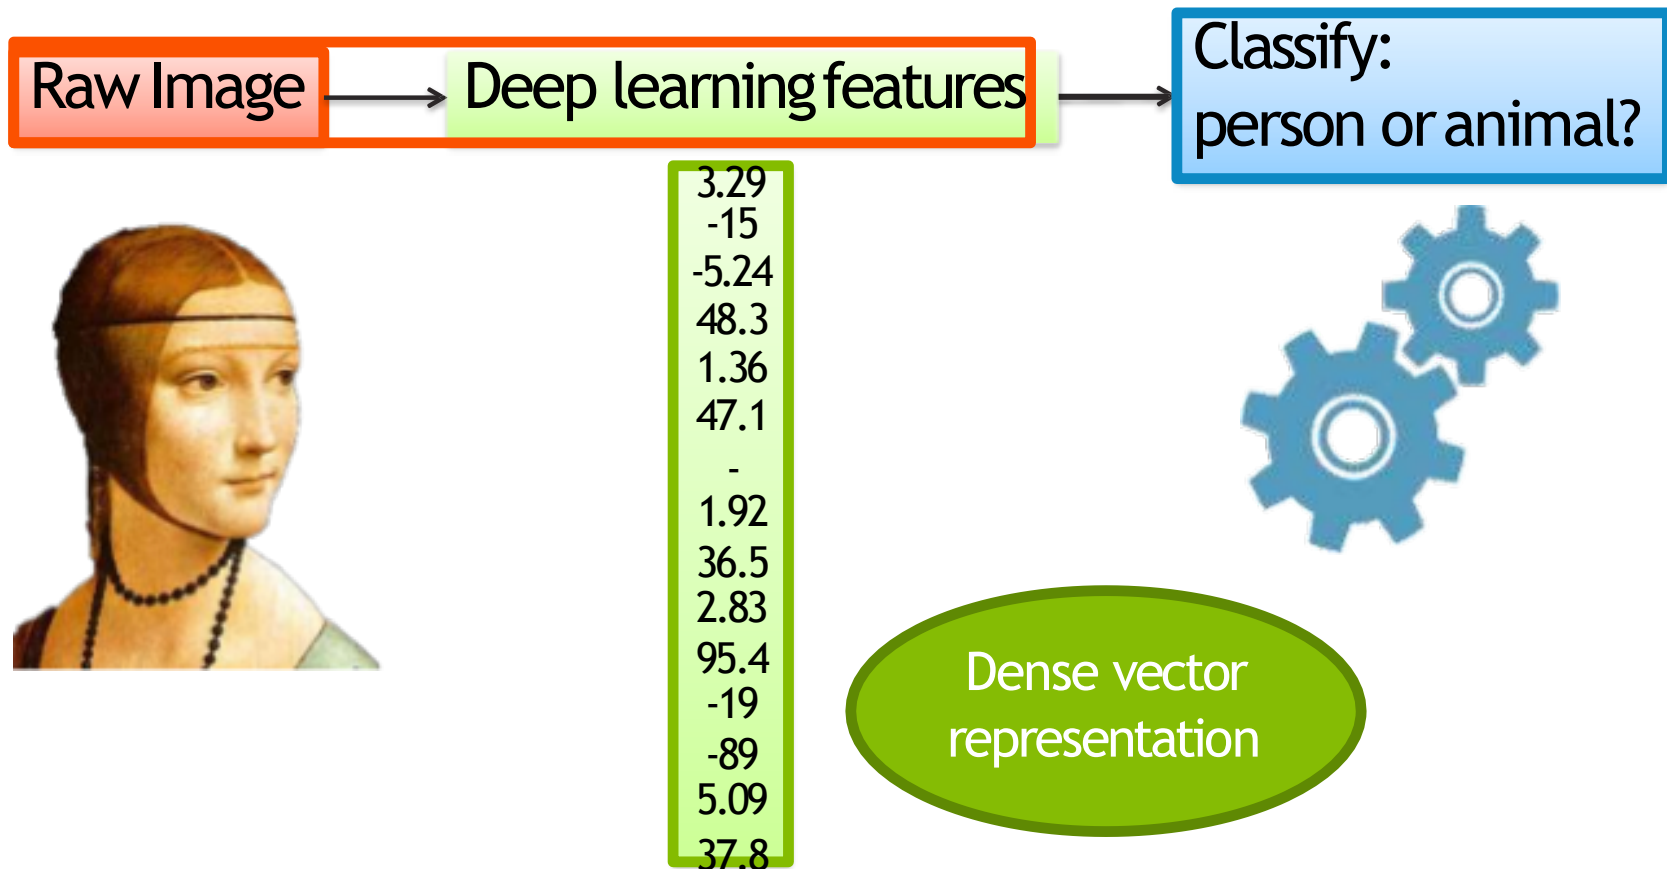 Raw Image
Deep learning features
Classify:
person or animal?
3.29
-15
-5.24
48.3
1.36
47.1
-
1.92
36.5
2.83
95.4
-19
-89
5.09
37.8
Dense vector
representation